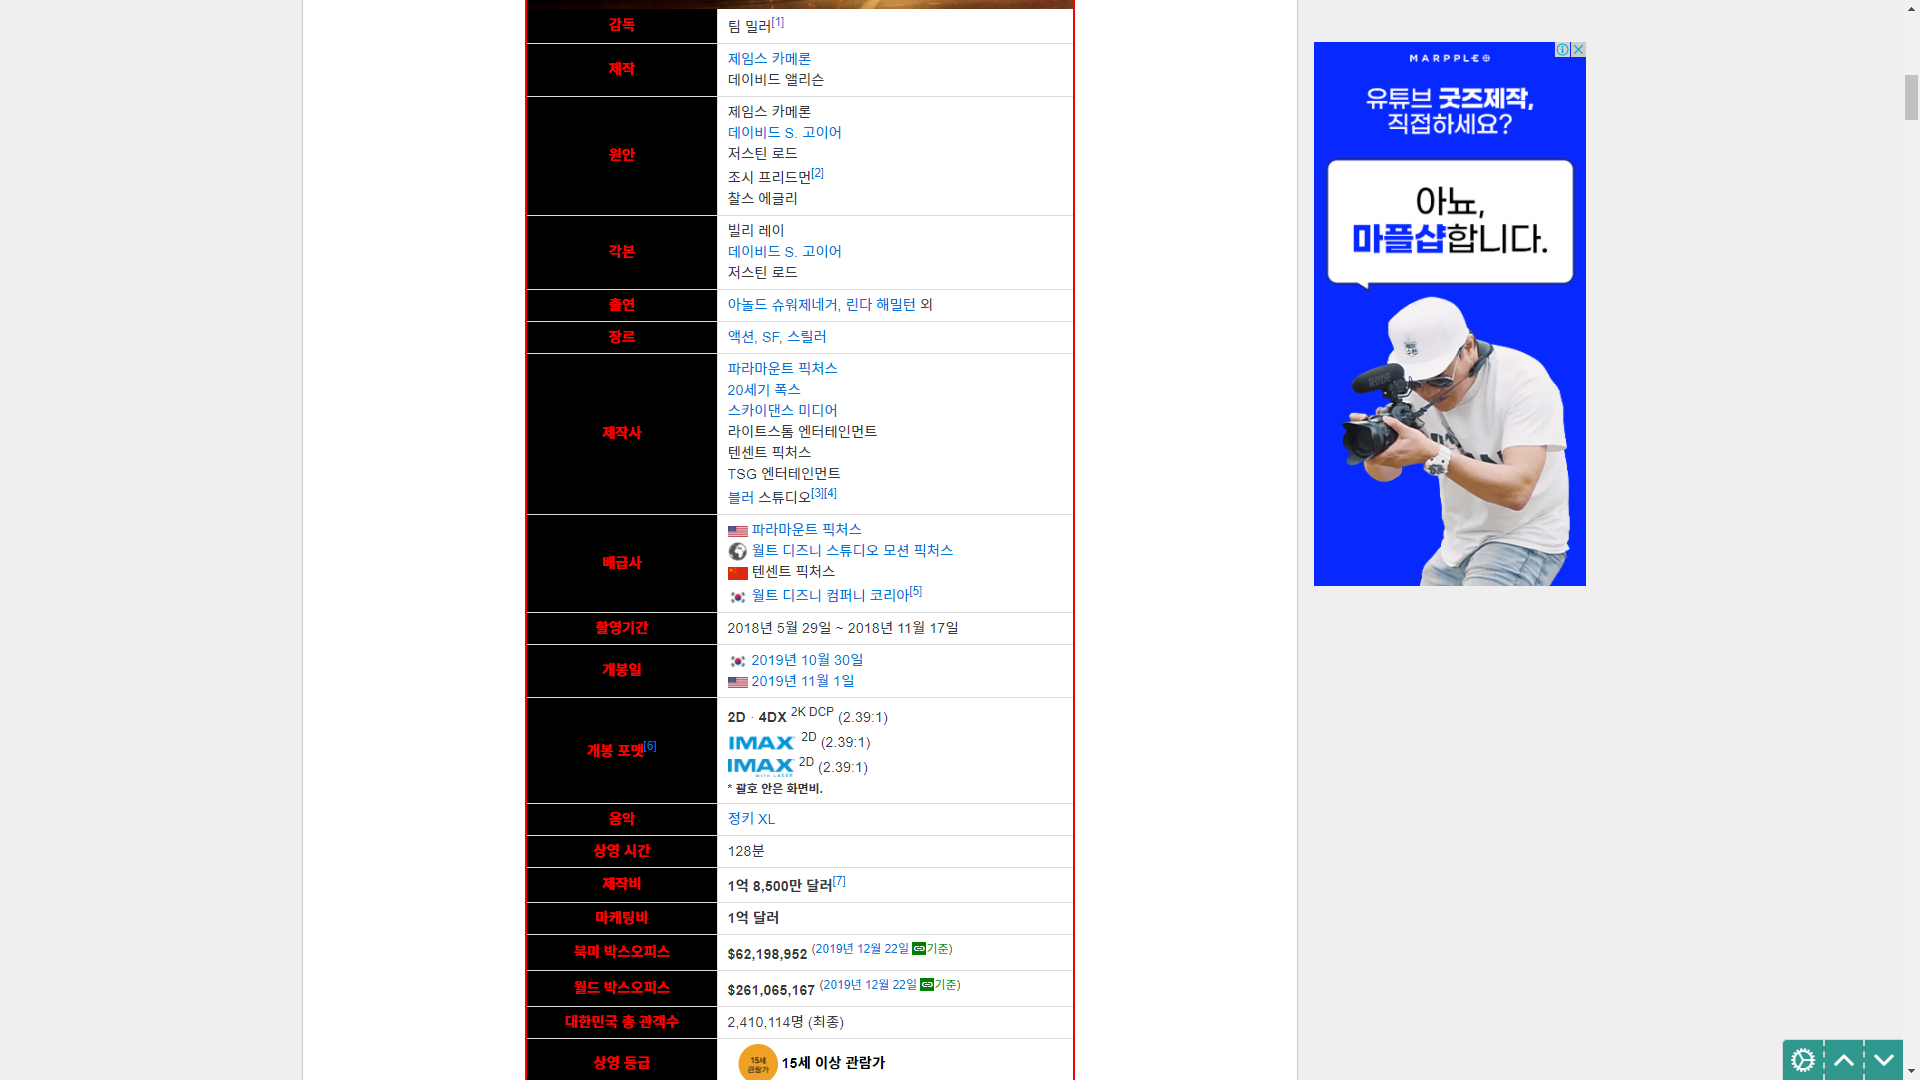 감독
팀 밀러[1]
제작
제임스 카메론
데이비드 앨리슨
원안
제임스 카메론
데이비드 S. 고이어
저스틴 로드
조시 프리드먼[2]
찰스 에글리
각본
빌리 레이
데이비드 S. 고이어
저스틴 로드
출연
아놀드 슈워제네거, 린다 해밀턴 외
장르
액션, SF, 스릴러
제작사
파라마운트 픽처스
20세기 폭스
스카이댄스 미디어
라이트스톰 엔터테인먼트
텐센트 픽처스
TSG 엔터테인먼트
블러 스튜디오[3][4]
배급사
파라마운트 픽처스
월트 디즈니 스튜디오 모션 픽처스
텐센트 픽처스
월트 디즈니 컴퍼니 코리아[5]
촬영기간
2018년 5월 29일 ~ 2018년 11월 17일
개봉일
2019년 10월 30일
2019년 11월 1일
개봉 포맷[6]
2D · 4DX 2K DCP (2.39:1)
IMAX 2D (2.39:1)
IMAX with LASER 2D (2.39:1)
* 괄호 안은 화면비.
음악
정키 XL
상영 시간
128분
제작비
1억 8,500만 달러[7]
마케팅비
1억 달러
북미 박스오피스
$62,198,952 (2019년 12월 22일 기준)
월드 박스오피스
$261,065,167 (2019년 12월 22일 기준)
대한민국 총 관객수
2,410,114명 (최종)
상영 등급
15세 관람가
15세 이상 관람가
MARPPLE
유튜브 굿즈제작,
직접하세요?
아뇨,
마플샵합니다.
RODE